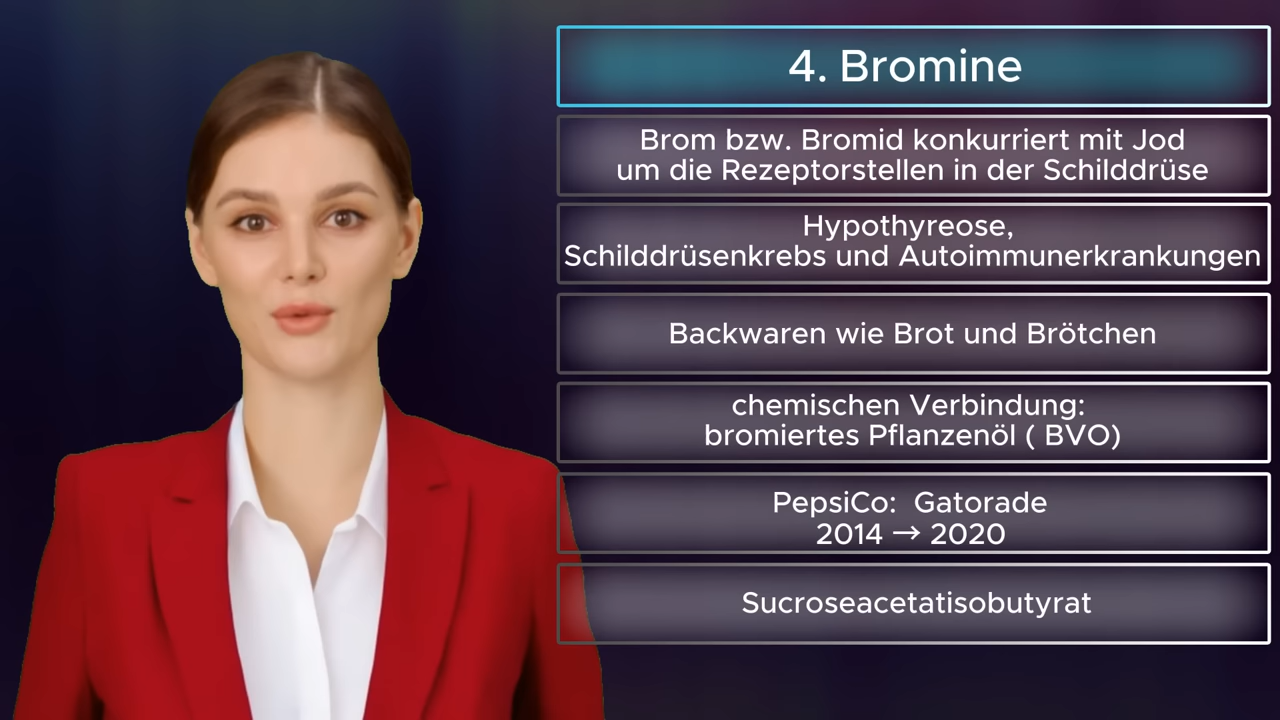 4. Bromine
Brom bzw. Bromid konkurriert mit Jod
um die Rezeptorstellen in der Schilddrüse
Hypothyreose,
Schilddrüsenkrebs und Autoimmunerkrankungen
Backwaren wie Brot und Brötchen
chemischen Verbindung:
bromiertes Pflanzenöl ( BVO)
PepsiCo:  Gatorade
2014 → 2020
Sucroseacetatisobutyrat